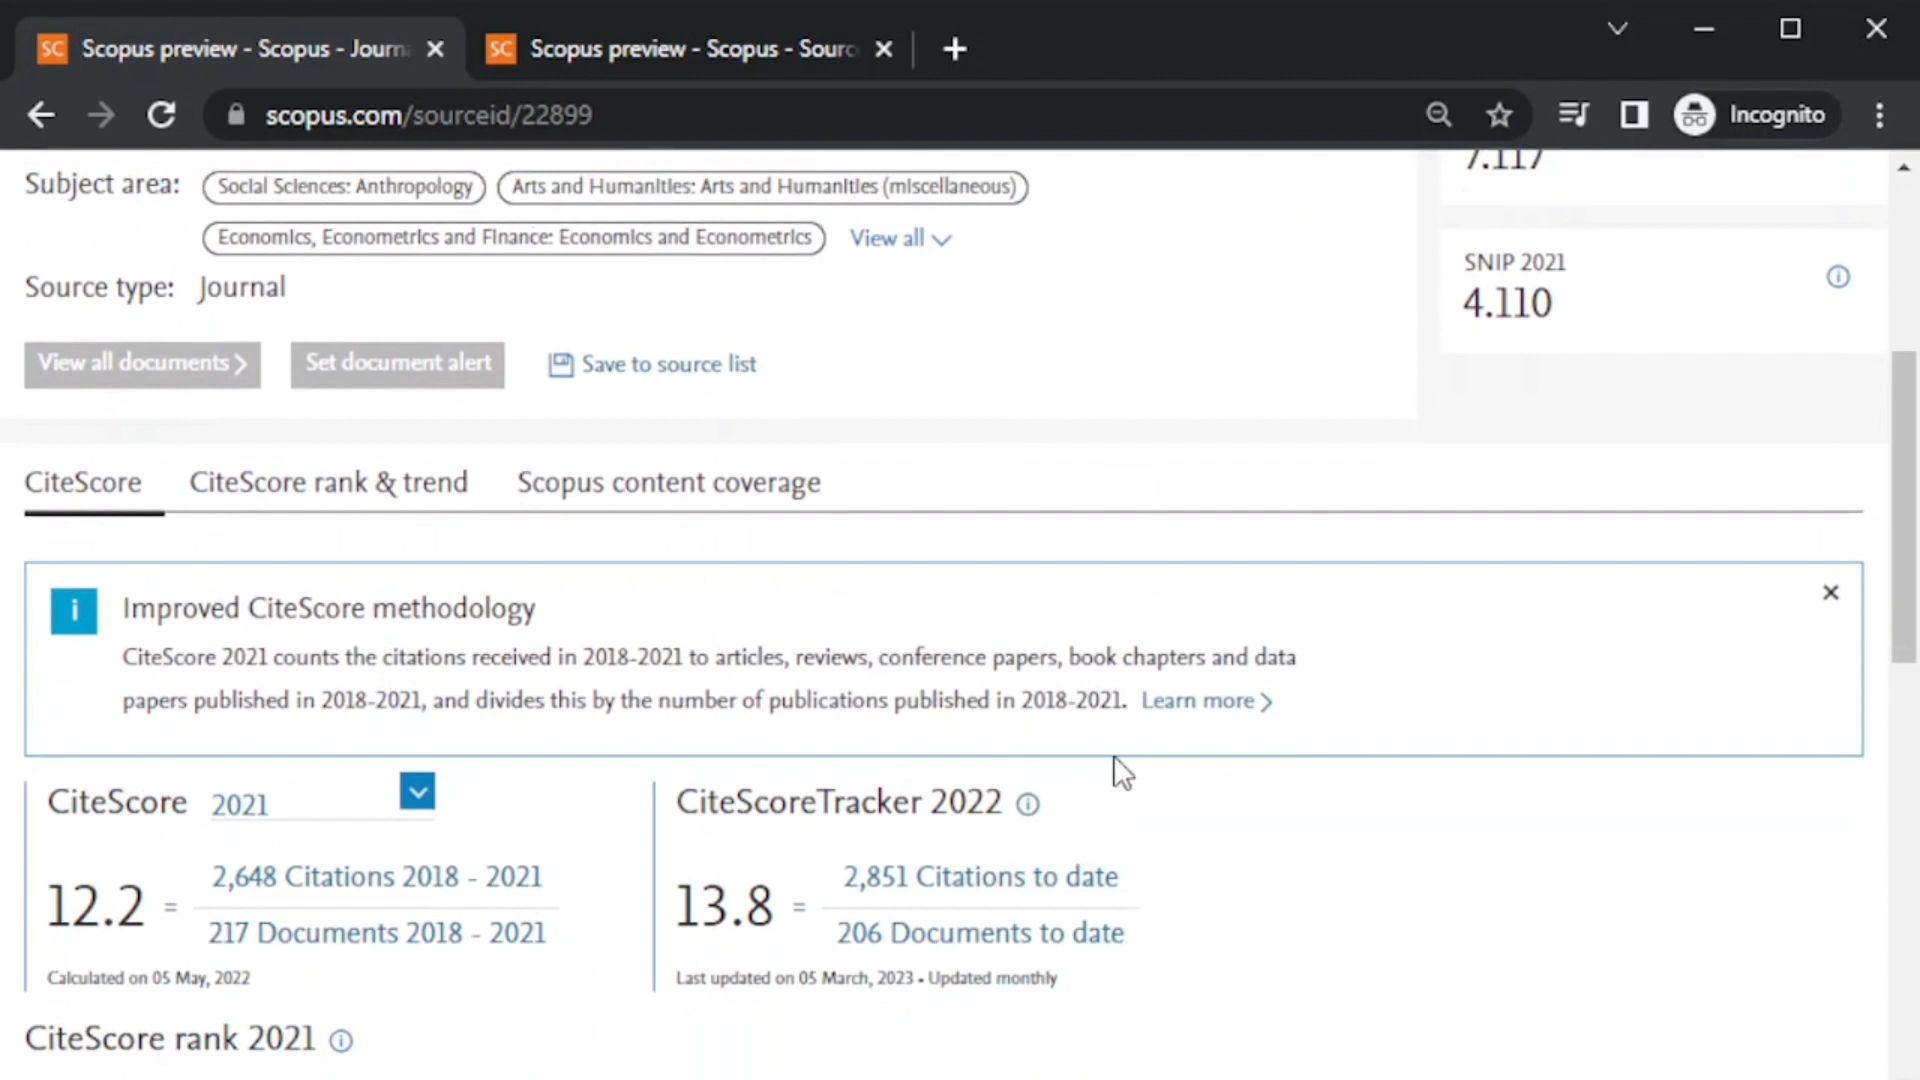 SC Scopus preview - Scopus - Journ
SC Scopus preview - Scopus - Sourc
scopus.com/sourceid/22899
Incognito
7.117
Subject area: Social Sciences: Anthropology Arts and Humanities: Arts and Humanities (miscellaneous)
Economics, Econometrics and Finance: Economics and Econometrics View all
SNIP 2021
4.110
Source type: Journal
View all documents > Set document alert Save to source list
CiteScore CiteScore rank & trend Scopus content coverage
i Improved CiteScore methodology
CiteScore 2021 counts the citations received in 2018-2021 to articles, reviews, conference papers, book chapters and data
papers published in 2018-2021, and divides this by the number of publications published in 2018-2021. Learn more >
CiteScore 2021
2,648 Citations 2018 - 2021
12.2 =
217 Documents 2018 - 2021
Calculated on 05 May, 2022
CiteScoreTracker 2022
2,851 Citations to date
13.8 =
206 Documents to date
Last updated on 05 March, 2023 • Updated monthly
CiteScore rank 2021